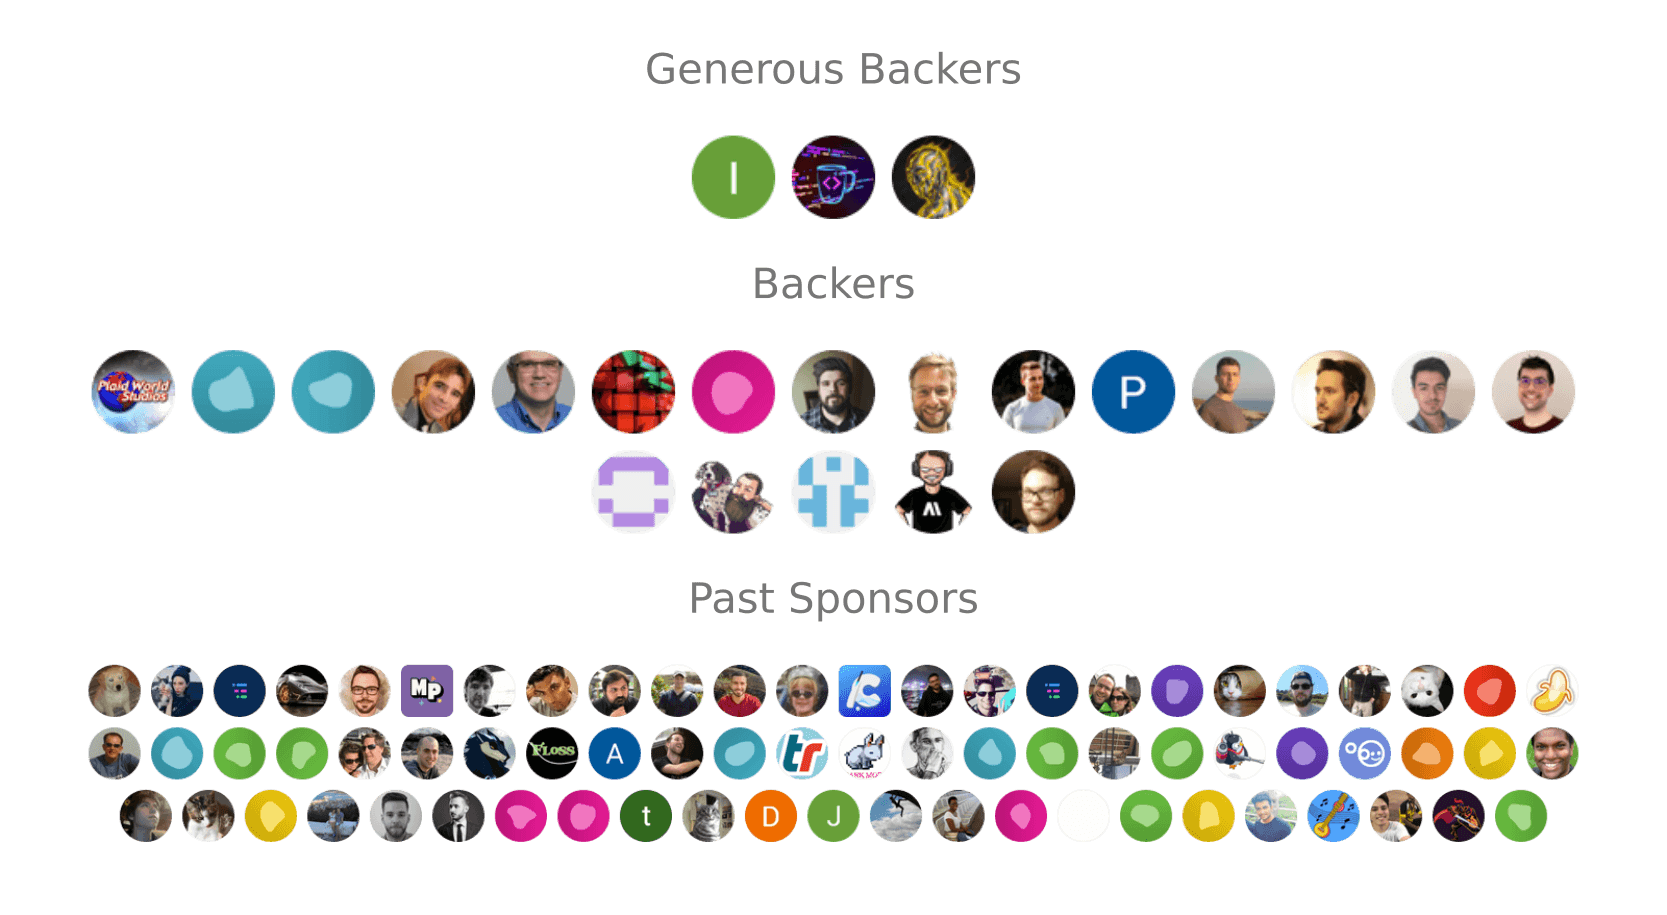 Generous Backers
I
<>
Backers
Plaid World
Studios
P
Past Sponsors
MP
C
FLOSS
A
tr
t
D
J